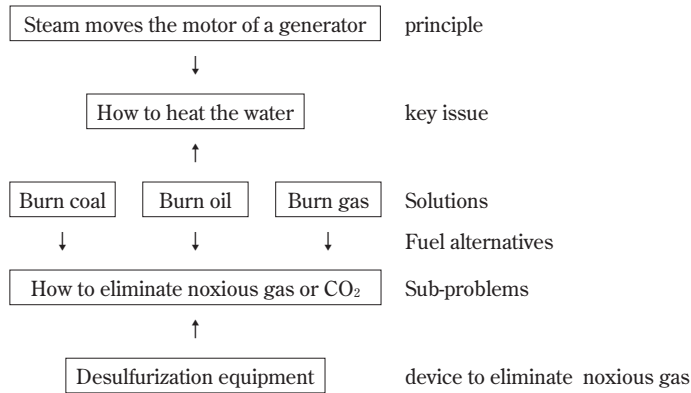 Steam moves the motor of a generator principle
↓
How to heat the water key issue
↑
Burn coal Burn oil Burn gas Solutions
↓ ↓ ↓ Fuel alternatives
How to eliminate noxious gas or CO₂ Sub-problems
↑
Desulfurization equipment device to eliminate noxious gas